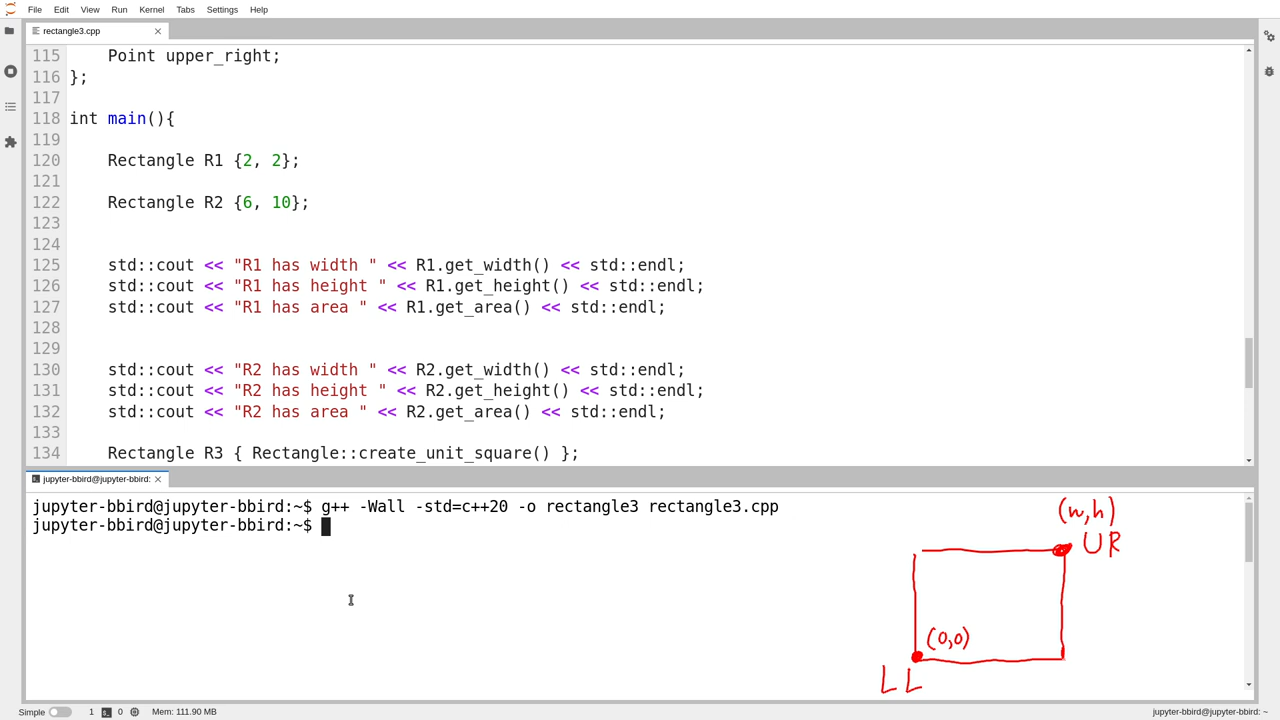 File Edit View Run Kernel Tabs Settings Help
rectangle3.cpp
115     Point upper_right;
116 };
117
118 int main(){
119
120     Rectangle R1 {2, 2};
121
122     Rectangle R2 {6, 10};
123
124
125     std::cout << "R1 has width " << R1.get_width() << std::endl;
126     std::cout << "R1 has height " << R1.get_height() << std::endl;
127     std::cout << "R1 has area " << R1.get_area() << std::endl;
128
129
130     std::cout << "R2 has width " << R2.get_width() << std::endl;
131     std::cout << "R2 has height " << R2.get_height() << std::endl;
132     std::cout << "R2 has area " << R2.get_area() << std::endl;
133
134     Rectangle R3 { Rectangle::create_unit_square() };
jupyter-bbird@jupyter-bbird:
jupyter-bbird@jupyter-bbird:~$ g++ -Wall -std=c++20 -o rectangle3 rectangle3.cpp
jupyter-bbird@jupyter-bbird:~$
(w,h)
UR
(0,0)
LL
Simple 1 0 Mem: 111.90 MB jupyter-bbird@jupyter-bbird: ~